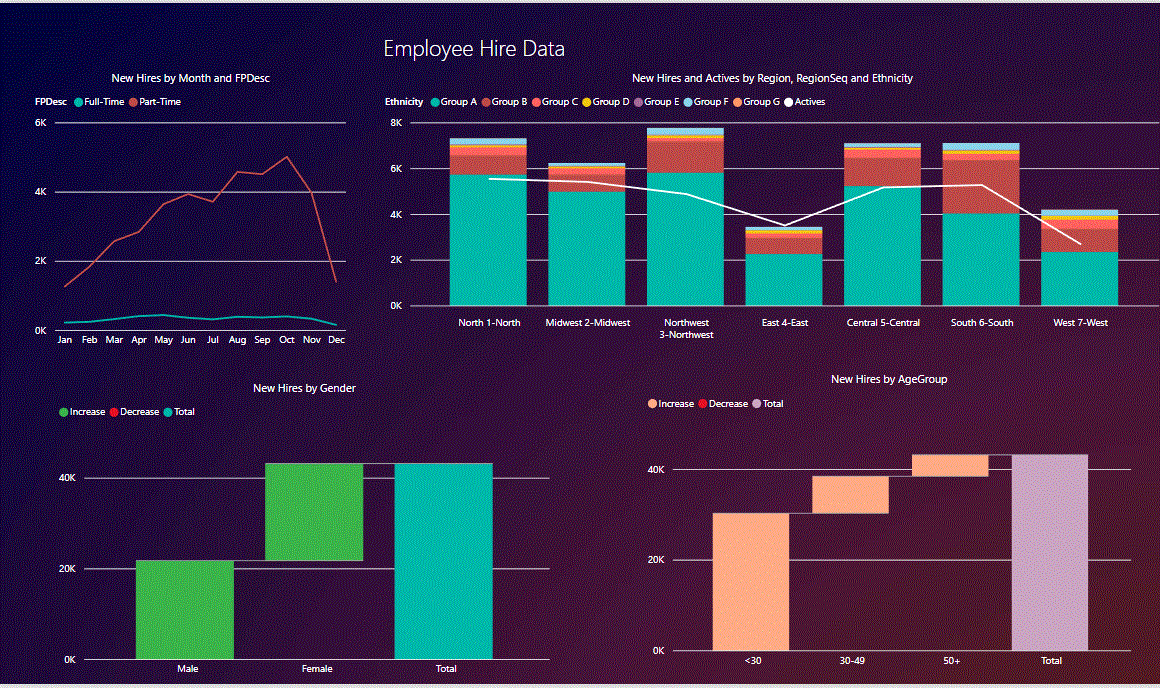 Employee Hire Data
New Hires by Month and FPDesc
FPDesc Full-Time Part-Time
6K
4K
2K
0K
Jan Feb Mar Apr May Jun Jul Aug Sep Oct Nov Dec
New Hires and Actives by Region, RegionSeq and Ethnicity
Ethnicity Group A Group B Group C Group D Group E Group F Group G Actives
8K
6K
4K
2K
0K
North 1-North Midwest 2-Midwest Northwest East 4-East Central 5-Central South 6-South West 7-West
3-Northwest
New Hires by Gender
Increase Decrease Total
40K
20K
0K
Male Female Total
New Hires by AgeGroup
Increase Decrease Total
40K
20K
0K
<30 30-49 50+ Total